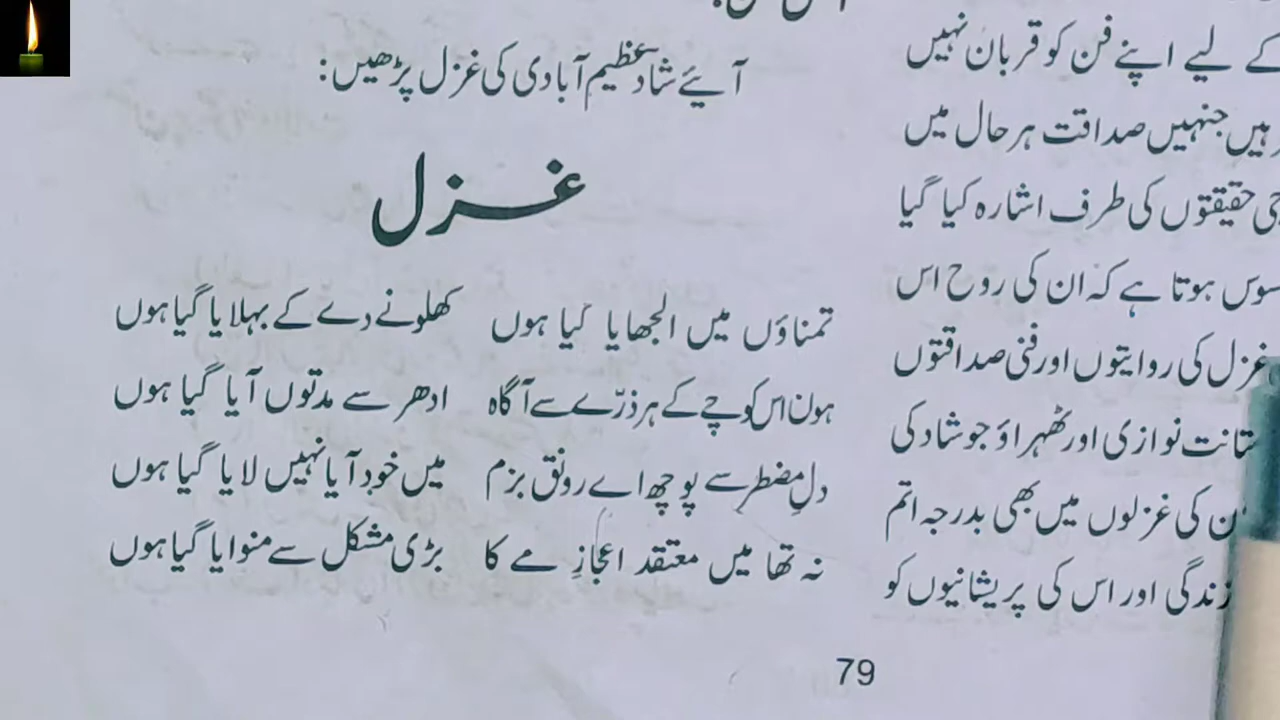 کے لیے اپنے فن کو قربان نہیں
ہیں جنہیں صداقت ہر حال میں
حقیقتوں کی طرف اشارہ کیا گیا
ہوتا ہے کہ ان کی روح اس
غزل کی روایتوں اور فنی صداقتوں
نوازی اور ٹھہراؤ جو شاد کی
کی غزلوں میں بھی بدرجہ اتم
زندگی اور اس کی پریشانیوں کو
آیئے شاد عظیم آبادی کی غزل پڑھیں:
غزل
تمناؤں میں الجھایا گیا ہوں کھلونے دے کے بہلایا گیا ہوں
ہوں اس کوچے کے ہر ذرّے سے آگاہ ادھر سے مدتوں آیا گیا ہوں
دلِ مضطر سے پوچھ اے رونق بزم میں خود آیا نہیں لایا گیا ہوں
نہ تھا میں معتقد اعجازِ مے کا بڑی مشکل سے منوایا گیا ہوں
79